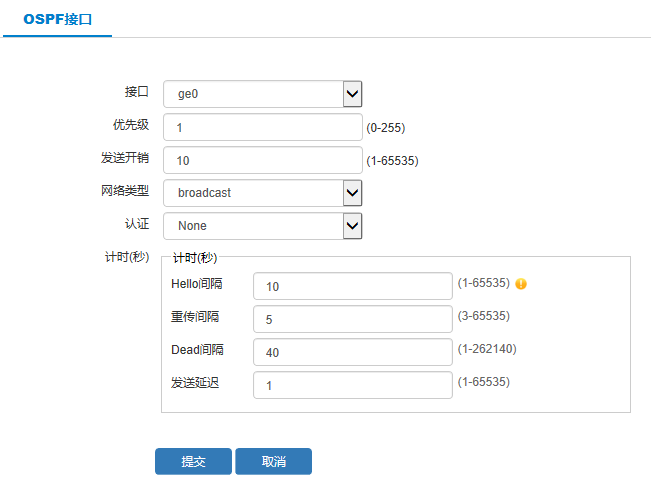 OSPF接口
接口 ge0
优先级 1 (0-255)
发送开销 10 (1-65535)
网络类型 broadcast
认证 None
计时(秒) 计时(秒)
Hello间隔 10 (1-65535)
重传间隔 5 (3-65535)
Dead间隔 40 (1-262140)
发送延迟 1 (1-65535)
提交 取消